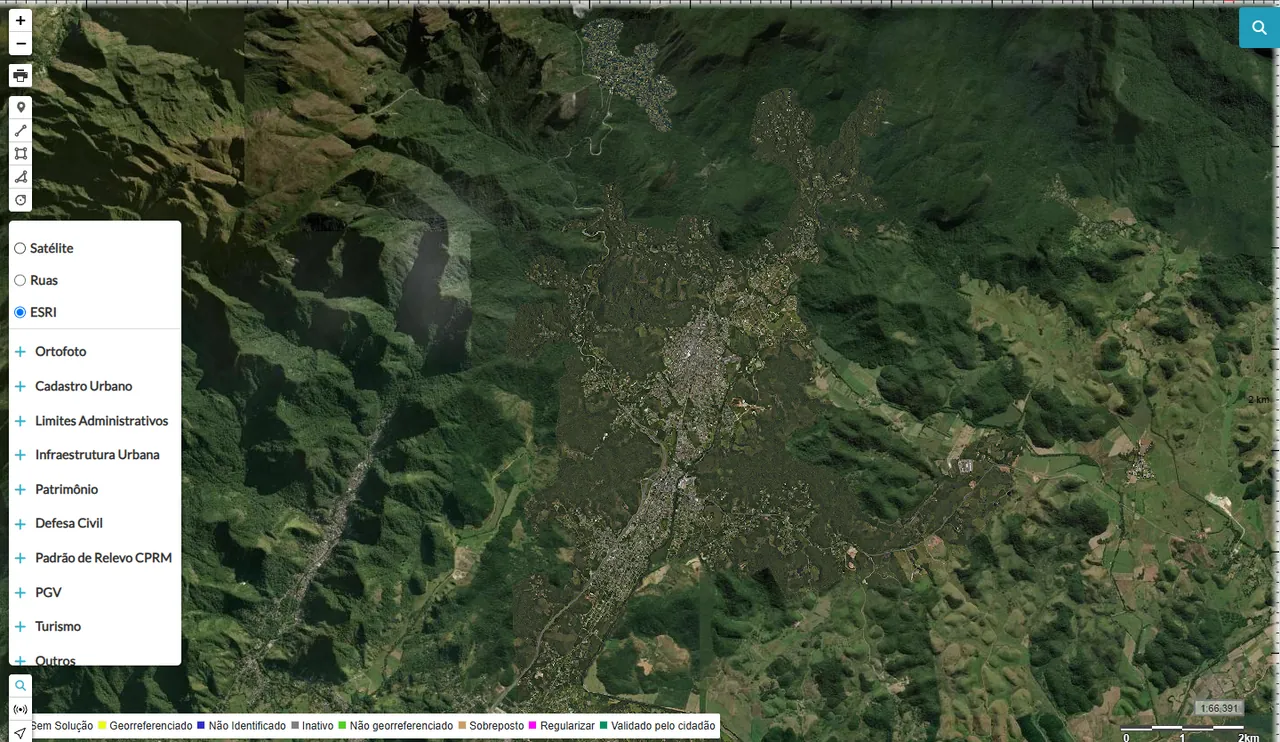 +
−
Satélite
Ruas
ESRI
+ Ortofoto
+ Cadastro Urbano
+ Limites Administrativos
+ Infraestrutura Urbana
+ Patrimônio
+ Defesa Civil
+ Padrão de Relevo CPRM
+ PGV
+ Turismo
+ Outros
2 km
1:66.391
Sem Solução Georreferenciado Não Identificado Inativo Não georreferenciado Sobreposto Regularizar Validado pelo cidadão
0 1 2km